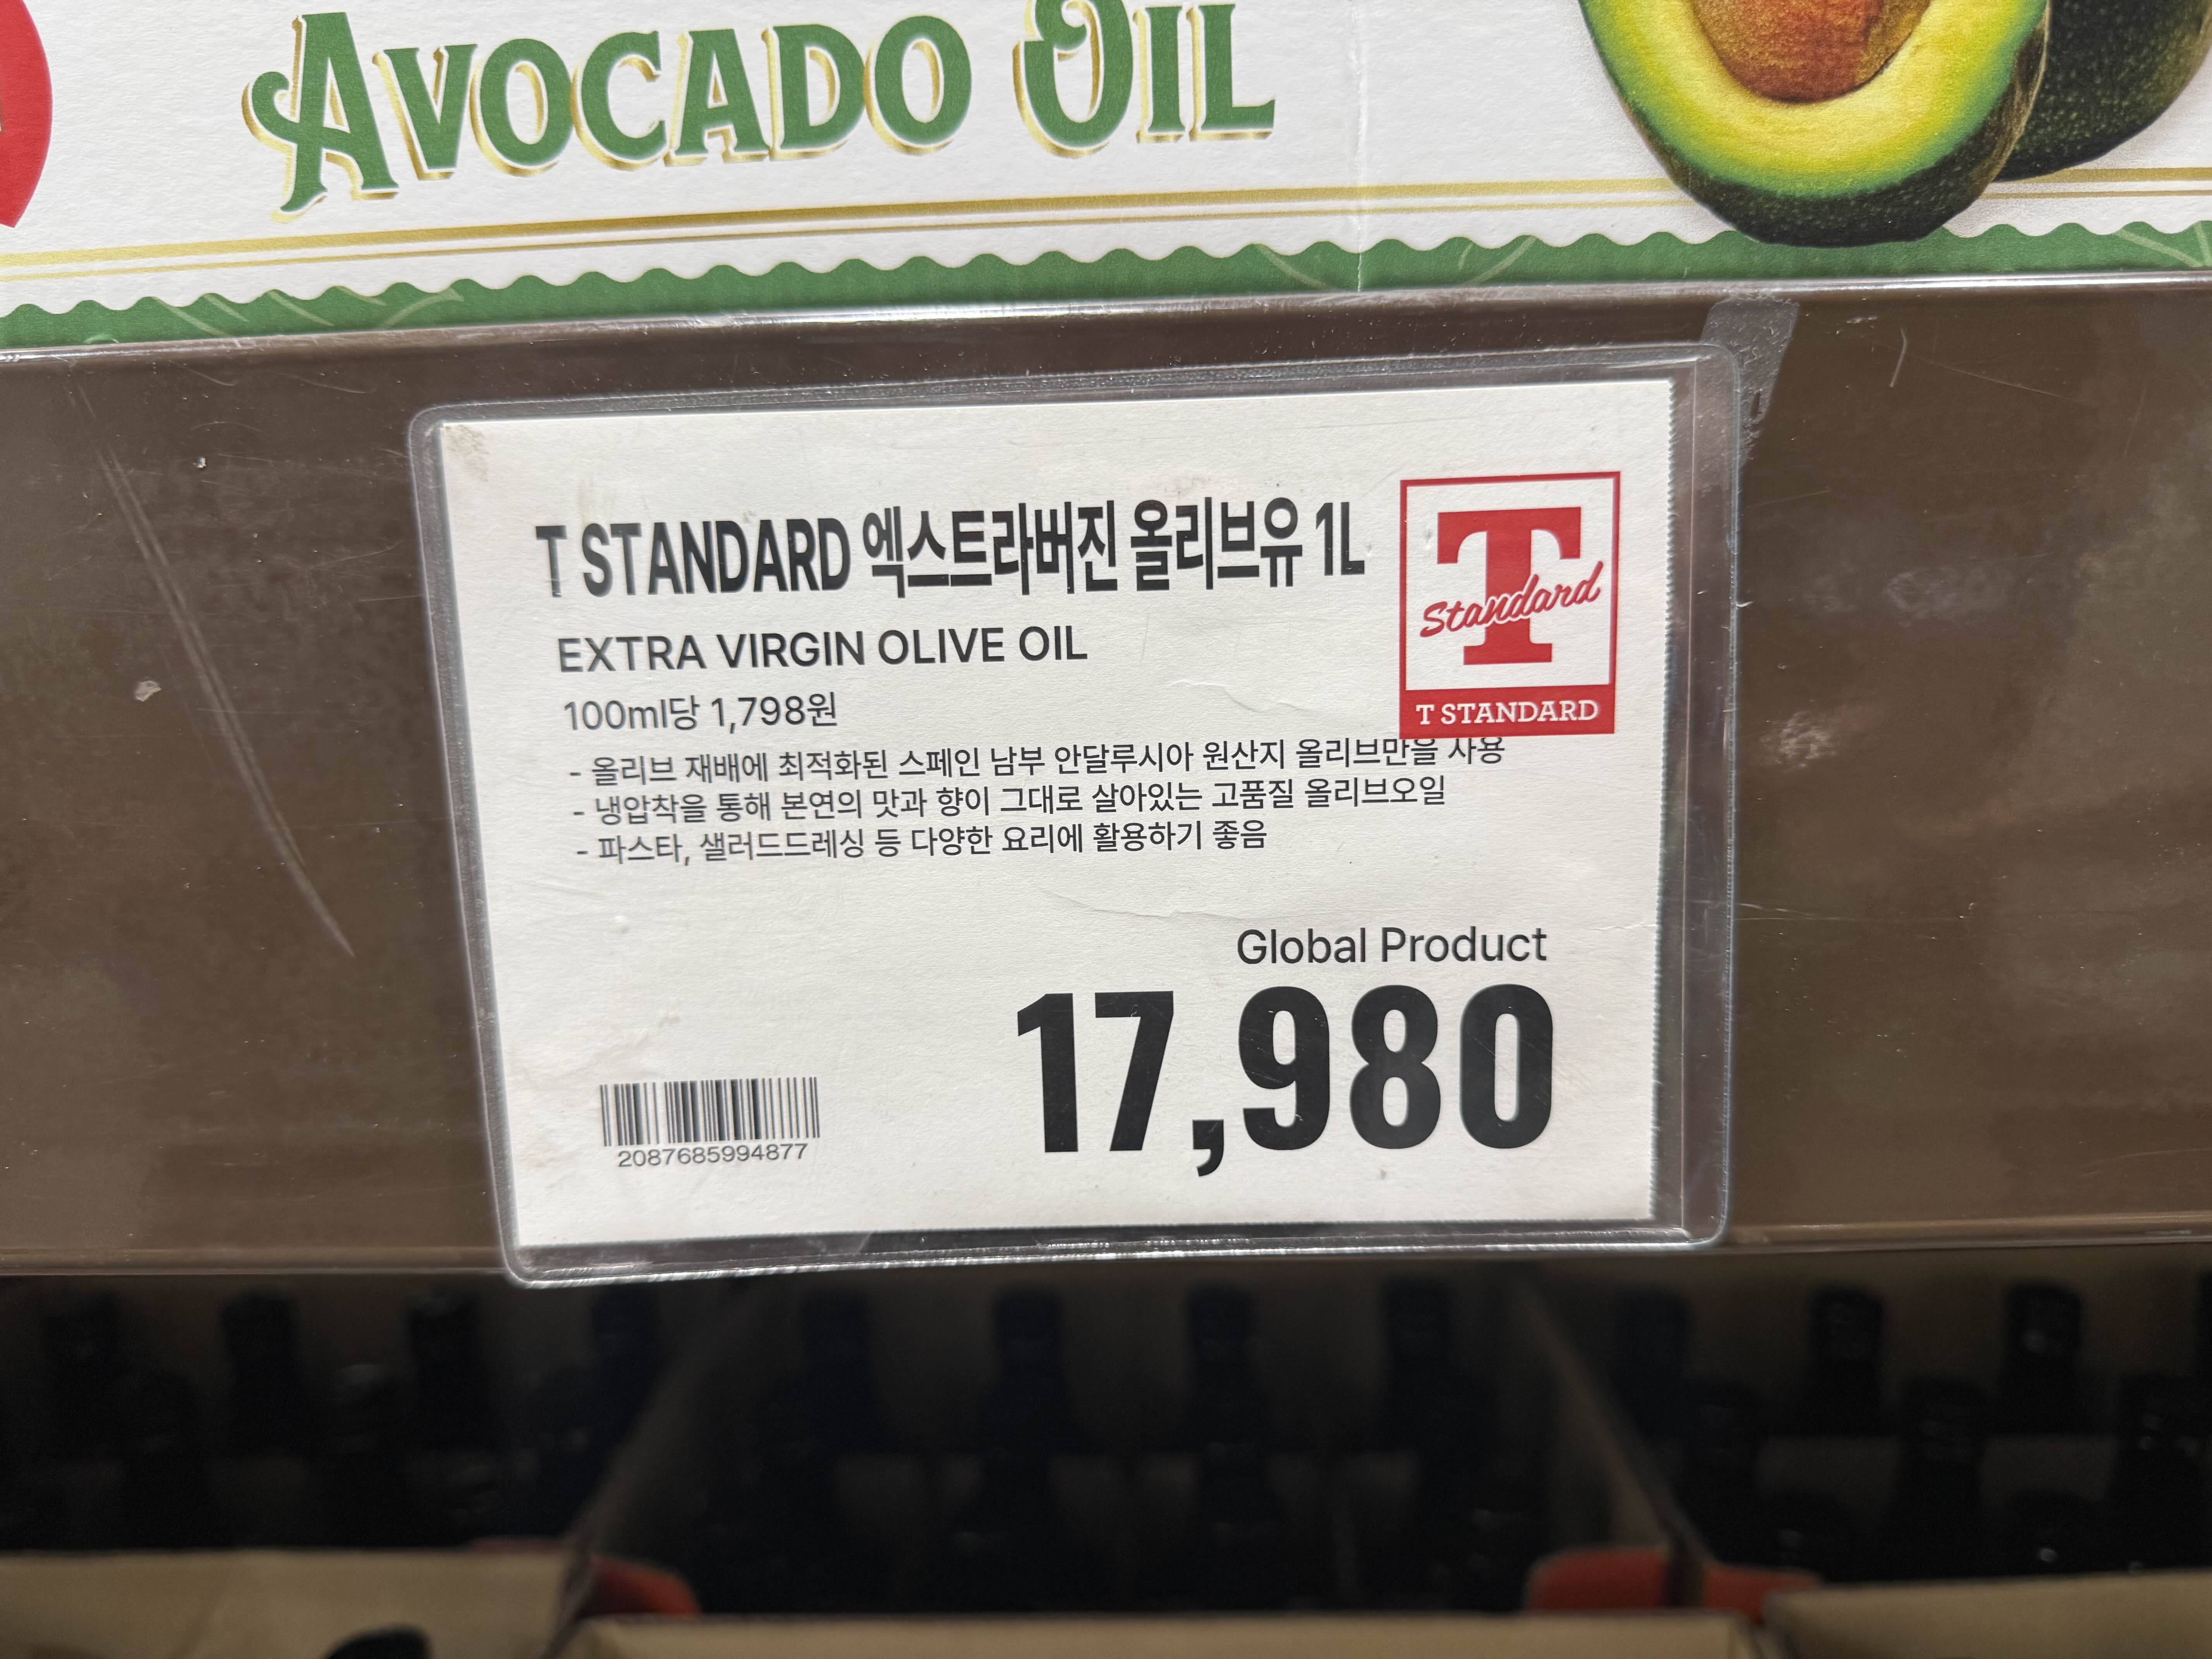 AVOCADO OIL
T STANDARD 엑스트라버진 올리브유 1L
T
Standard
T STANDARD
EXTRA VIRGIN OLIVE OIL
100ml당 1,798원
- 올리브 재배에 최적화된 스페인 남부 안달루시아 원산지 올리브만을 사용
- 냉압착을 통해 본연의 맛과 향이 그대로 살아있는 고품질 올리브오일
- 파스타, 샐러드드레싱 등 다양한 요리에 활용하기 좋음
Global Product
17,980
2087685994877